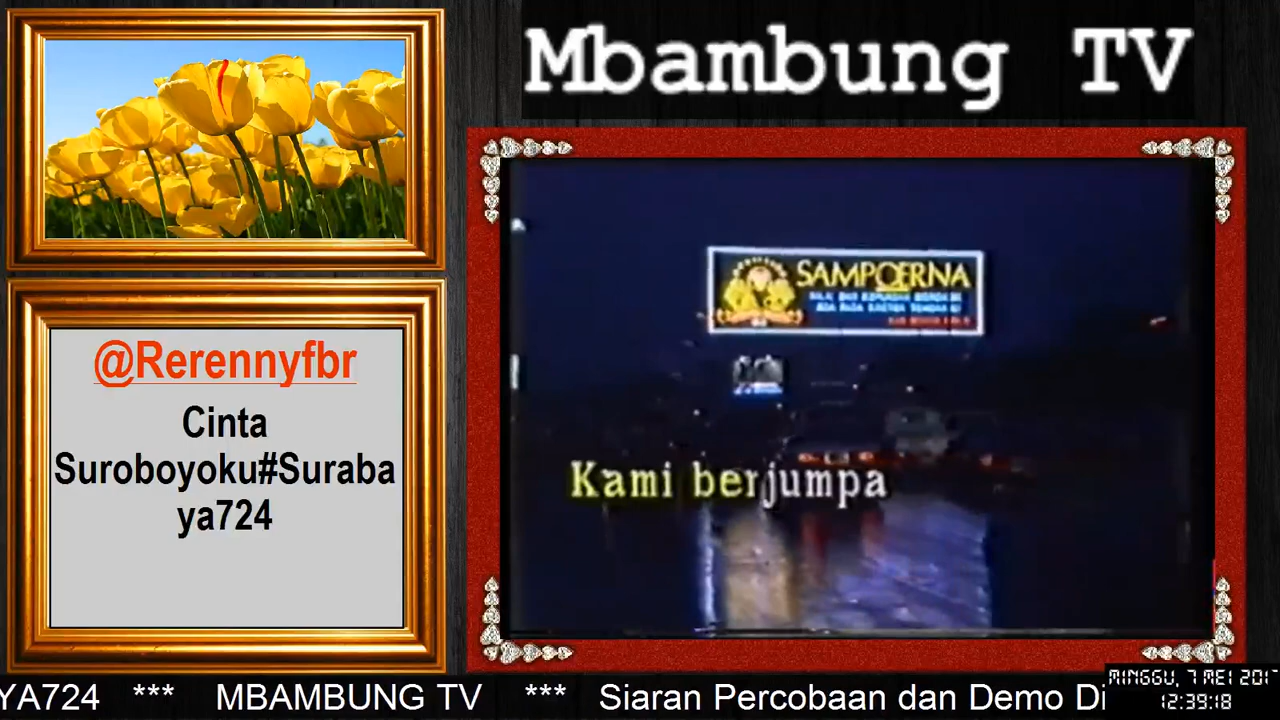 Mbambung TV
@Rerennyfbr
Cinta
Suroboyoku#Suraba
ya724
SAMPOERNA
Kami berjumpa
YA724 *** MBAMBUNG TV *** Siaran Percobaan dan Demo Di
MINGGU, 7 MEI 201
12:39:18